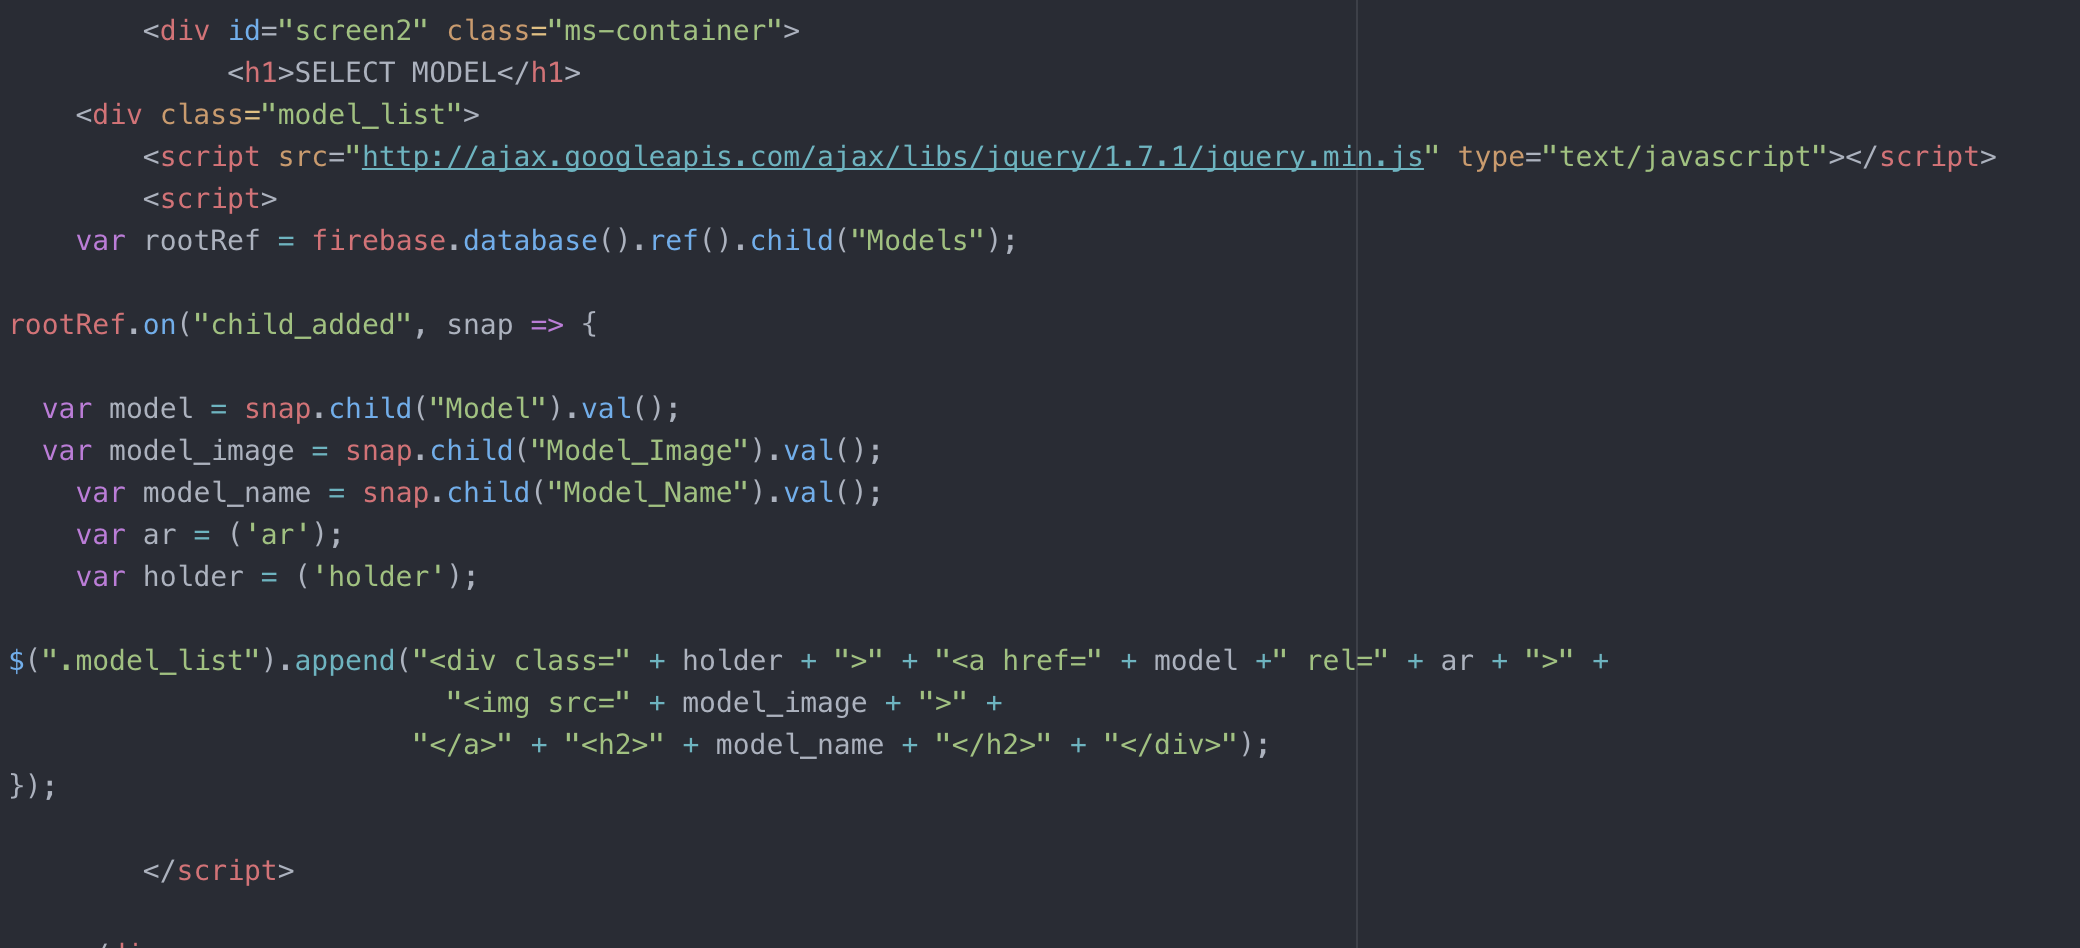 <div id="screen2" class="ms-container">
<h1>SELECT MODEL</h1>
<div class="model_list">
<script src="http://ajax.googleapis.com/ajax/libs/jquery/1.7.1/jquery.min.js" type="text/javascript"></script>
<script>
var rootRef = firebase.database().ref().child("Models");
rootRef.on("child_added", snap => {
var model = snap.child("Model").val();
var model_image = snap.child("Model_Image").val();
var model_name = snap.child("Model_Name").val();
var ar = ('ar');
var holder = ('holder');
$(".model_list").append("<div class=" + holder + ">" + "<a href=" + model +" rel=" + ar + ">" +
"<img src=" + model_image + ">" +
"</a>" + "<h2>" + model_name + "</h2>" + "</div>");
});
</script>